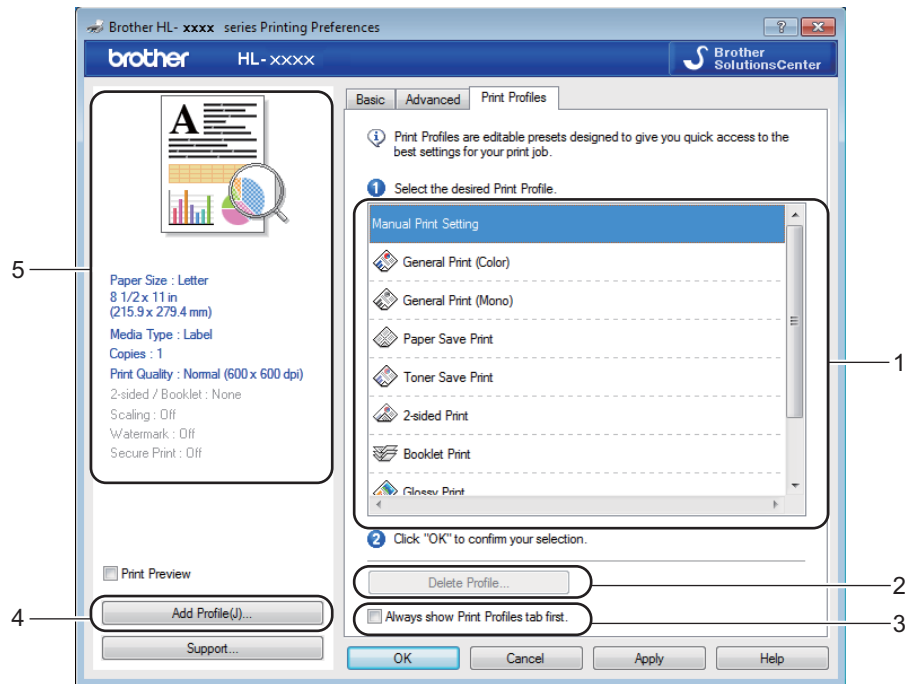 Brother HL- xxxx series Printing Preferences
brother HL-xxxx
Brother
SolutionsCenter
A
Paper Size : Letter
8 1/2 x 11 in
(215.9 x 279.4 mm)
Media Type : Label
Copies : 1
Print Quality : Normal (600 x 600 dpi)
2-sided / Booklet : None
Scaling : Off
Watermark : Off
Secure Print : Off
Print Preview
Add Profile(J)...
Support...
Basic Advanced Print Profiles
Print Profiles are editable presets designed to give you quick access to the
best settings for your print job.
1 Select the desired Print Profile.
Manual Print Setting
General Print (Color)
General Print (Mono)
Paper Save Print
Toner Save Print
2-sided Print
Booklet Print
Glossy Print
2 Click "OK" to confirm your selection.
Delete Profile...
Always show Print Profiles tab first.
OK Cancel Apply Help
1
2
3
4
5